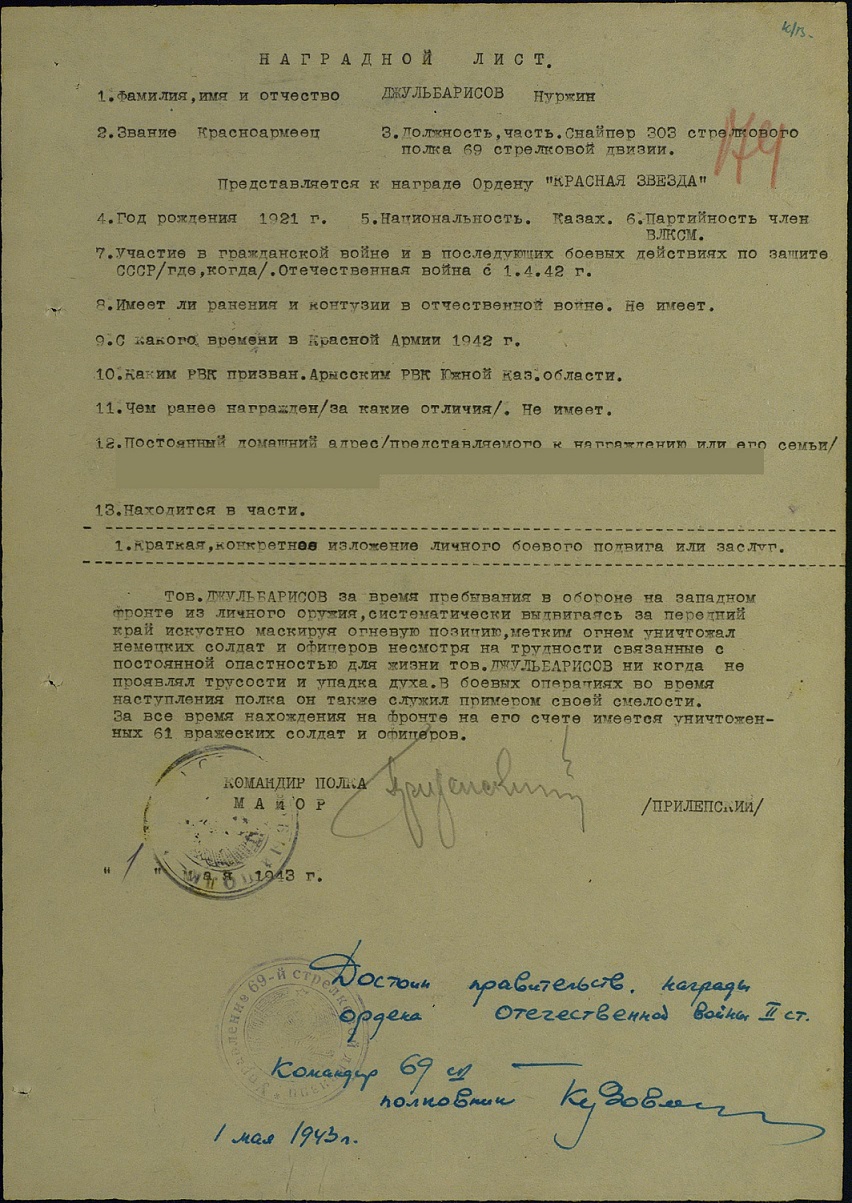 НАГРАДНОЙ ЛИСТ.
1.Фамилия,имя и отчество ДЖУЛЬБАРИСОВ Нуржин
2.Звание Красноармеец 3.Должность,часть.Снайпер 303 стрелкового
полка 69 стрелковой двизии.
Представляется к награде Ордену "КРАСНАЯ ЗВЕЗДА"
4.Год рождения 1921 г. 5.Национальность. Казах. 6.Партийность член
ВЛКСМ.
7.Участие в гражданской войне и в последующих боевых действиях по защите
СССР/где,когда/.Отечественная война с 1.4.42 г.
8.Имеет ли ранения и контузии в отчественной войне. Не имеет.
9.С какого времени в Красной Армии 1942 г.
10.Каким РВК призван.Арысским РВК Южной Каз.области.
11.Чем ранее награжден/за какие отличия/. Не имеет.
12.Постоянный домашний адрес/представляемого к награждению или его семьи/
13.Находится в части.
1.Краткая,конкретное изложение личного боевого подвига или заслуг.
Тов.ДЖУЛЬБАРИСОВ за время пребывания в обороне на западном
фронте из личного оружия,систематически выдвигаясь за передний
край искустно маскируя огневую позицию,метким огнем уничтожал
немецких солдат и офицеров несмотря на трудности связанные с
постоянной опастностью для жизни тов.ДЖУЛЬБАРИСОВ ни когда не
проявлял трусости и упадка духа.В боевых операциях во время
наступления полка он также служил примером своей смелости.
За все время нахождения на фронте на его счете имеется уничтожен-
ных 61 вражеских солдат и офицеров.
КОМАНДИР ПОЛКА
МАЙОР /ПРИЛЕПСКИЙ/
"1" мая 1943 г.
Управление 69-й стрелковой дивизии
Достоин правительств. награды
ордена Отечественной войны II ст.
Командир 69 сд
полковник
1 мая 1943 г.